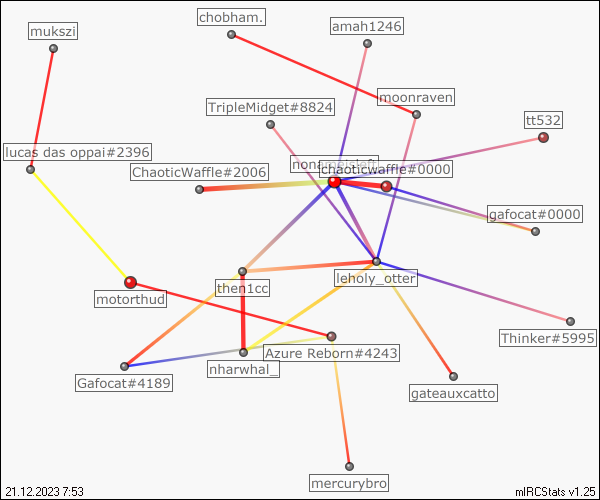 chobham.
mukszi
amah1246
moonraven
TripleMidget#8824
tt532
lucas das oppai#2396
ChaoticWaffle#2006
chaoticwaffle#0000
gafocat#0000
leholy_otter
then1cc
motorthud
Thinker#5995
Azure Reborn#4243
nharwhal_
Gafocat#4189
gateauxcatto
mercurybro
21.12.2023 7:53
mIRCStats v1.25